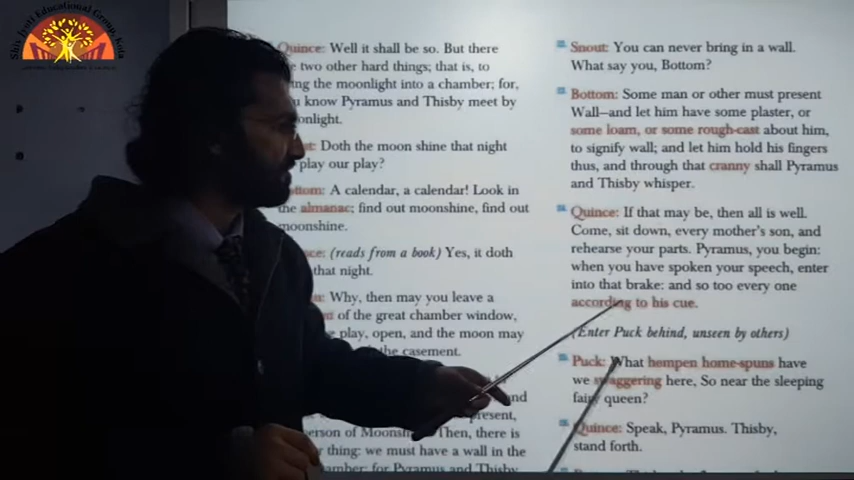 Shiv Jyoti Educational Group, Kota
Quince: Well it shall be so. But there
two other hard things; that is, to
the moonlight into a chamber; for,
know Pyramus and Thisby meet by
Doth the moon shine that night
play our play?
A calendar, a calendar! Look in
the almanac; find out moonshine, find out
moonshine.
(reads from a book) Yes, it doth
that night.
Why, then may you leave a
of the great chamber window,
play, open, and the moon may
the casement.
and
present,
person of Then, there is
thing: we must have a wall in the
for Pyramus and Thisby
Snout: You can never bring in a wall.
What say you, Bottom?
Bottom: Some man or other must present
Wall—and let him have some plaster, or
some loam, or some rough-cast about him,
to signify wall; and let him hold his fingers
thus, and through that cranny shall Pyramus
and Thisby whisper.
Quince: If that may be, then all is well.
Come, sit down, every mother's son, and
rehearse your parts. Pyramus, you begin:
when you have spoken your speech, enter
into that brake: and so too every one
according to his cue.
(Enter Puck behind, unseen by others)
Puck: What hempen home-spuns have
we swaggering here, So near the sleeping
fairy queen?
Quince: Speak, Pyramus. Thisby,
stand forth.